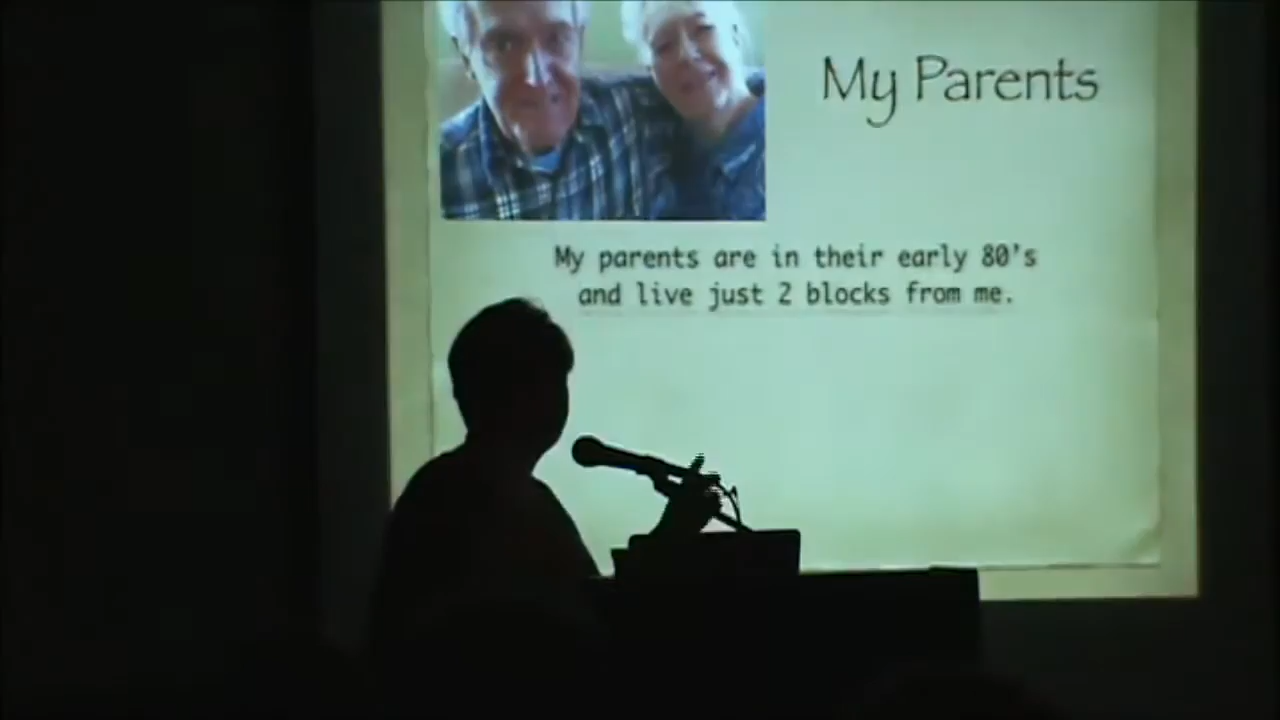 My Parents
My parents are in their early 80's
and live just 2 blocks from me.